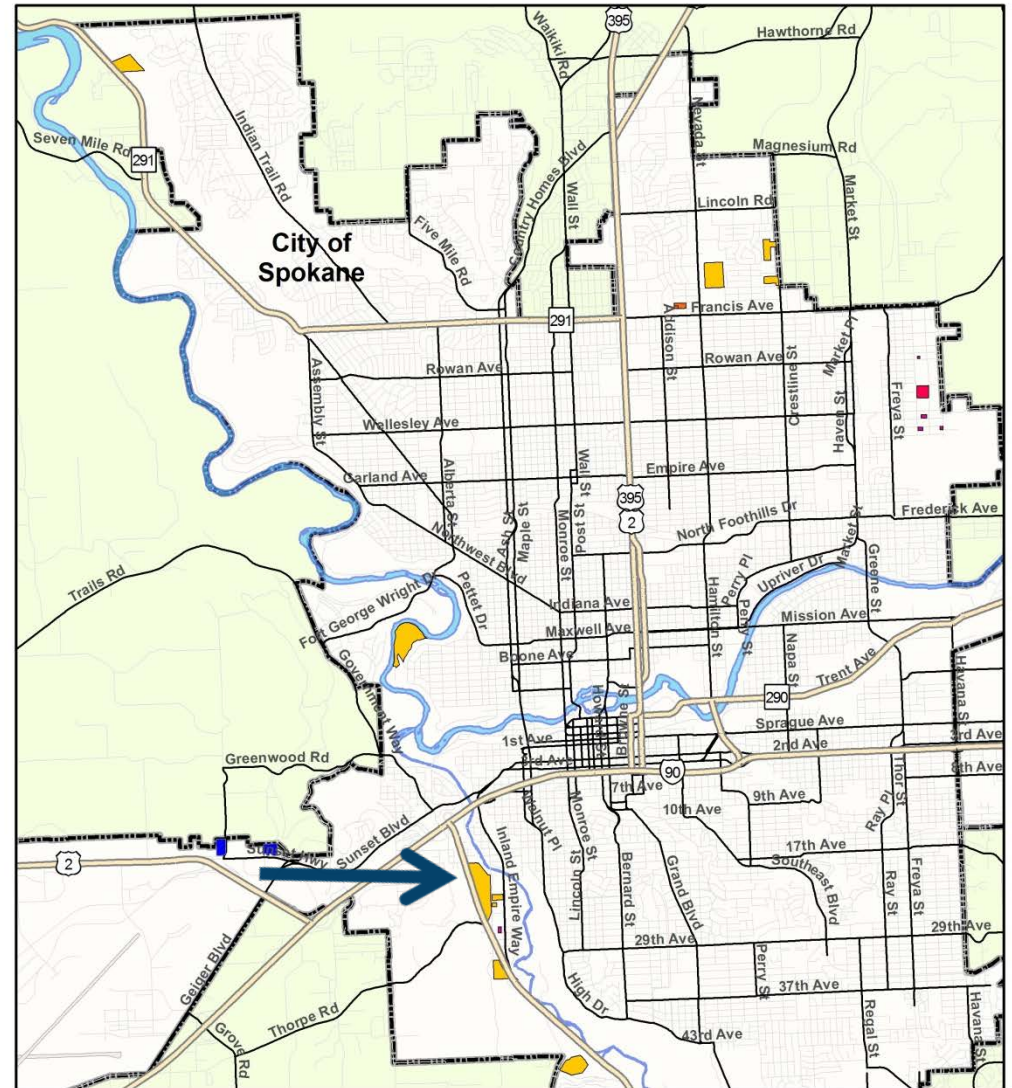 395
Hawthorne Rd
Waikiki Rd
Nevada St
Seven Mile Rd
291
Indian Trail Rd
Magnesium Rd
Country Homes Blvd
Wall St
Market St
Lincoln Rd
City of
Spokane
Five Mile Rd
291
Addison St
Francis Ave
Market Pl
Assembly St
Rowan Ave
Rowan Ave
Crestline St
Freya St
Haven St
Wellesley Ave
Garland Ave
Alberta St
Wall St
Empire Ave
395
2
Post St
Ash St
Maple St
Monroe St
Northwest Blvd
North Foothills Dr
Frederick Ave
Market St
Greene St
Trails Rd
Fort George Wright Dr
Pettet Dr
Perry Pl
Upriver Dr
Indiana Ave
Hamilton St
Perry St
Mission Ave
Maxwell Ave
Boone Ave
Napa St
Trent Ave
Government Way
Havana St
290
Howard St
Browne St
Sprague Ave
1st Ave
2nd Ave
3rd Ave
3rd Ave
Greenwood Rd
90
7th Ave
Thor St
8th Ave
9th Ave
10th Ave
Ray Pl
Sunset Hwy
Sunset Blvd
2
Walnut Pl
Monroe St
Inland Empire Way
Lincoln St
Bernard St
Grand Blvd
17th Ave
Southeast Blvd
Ray St
Freya St
Geiger Blvd
29th Ave
29th Ave
Perry St
High Dr
37th Ave
Thorpe Rd
Grove Rd
43rd Ave
Regal St
Havana St